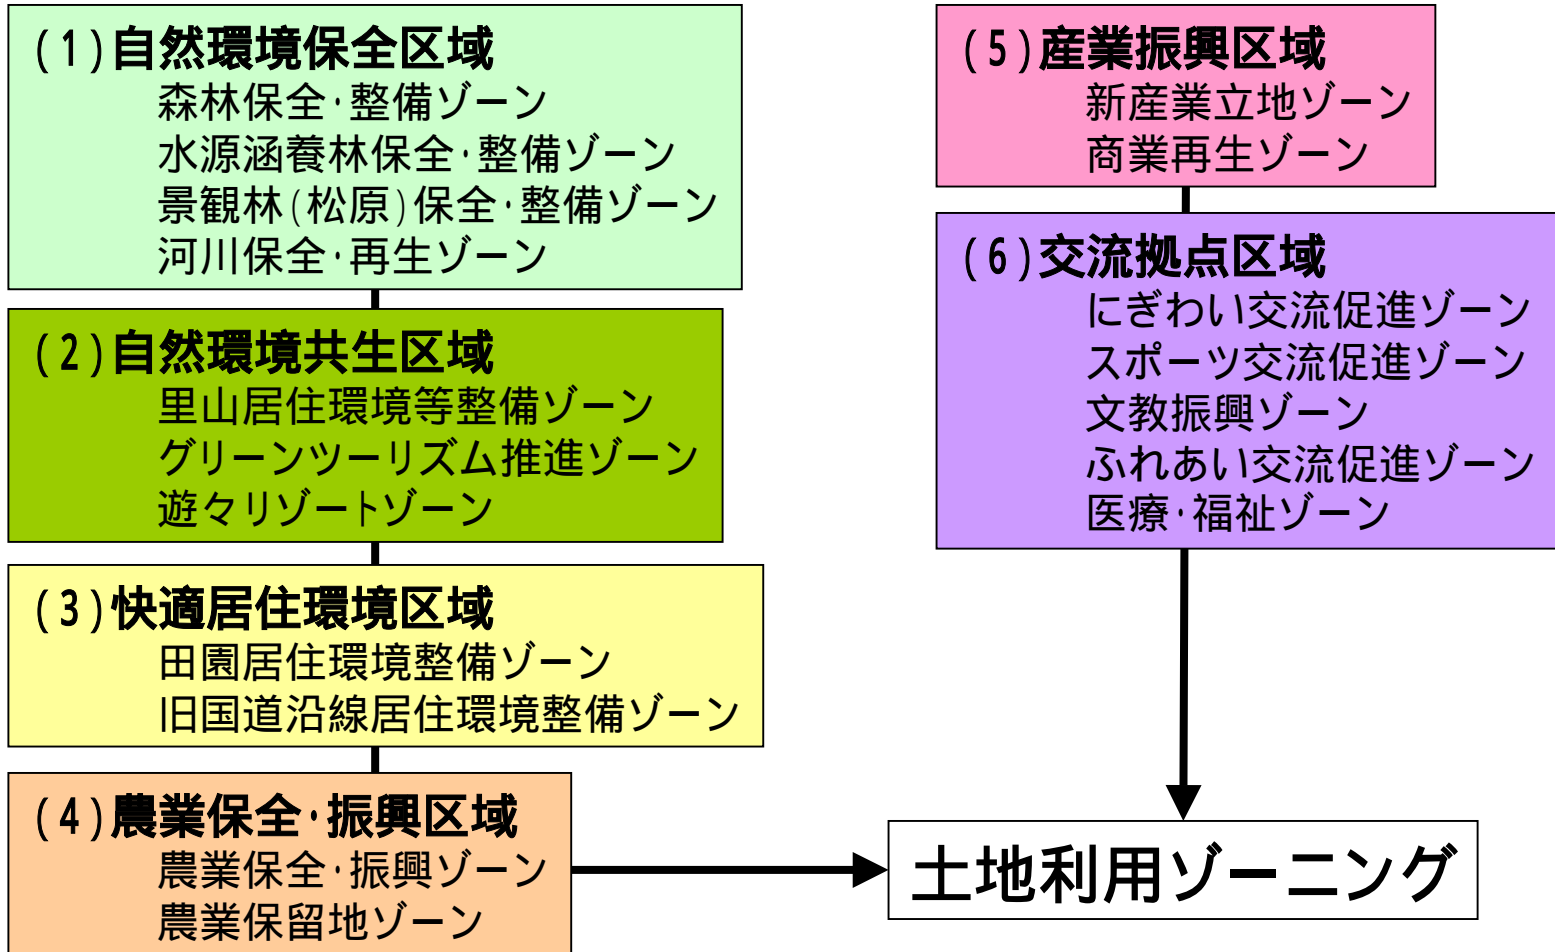 (1)自然環境保全区域
森林保全・整備ゾーン
水源涵養林保全・整備ゾーン
景観林(松原)保全・整備ゾーン
河川保全・再生ゾーン
(2)自然環境共生区域
里山居住環境等整備ゾーン
グリーンツーリズム推進ゾーン
遊々リゾートゾーン
(3)快適居住環境区域
田園居住環境整備ゾーン
旧国道沿線居住環境整備ゾーン
(4)農業保全・振興区域
農業保全・振興ゾーン
農業保留地ゾーン
(5)産業振興区域
新産業立地ゾーン
商業再生ゾーン
(6)交流拠点区域
にぎわい交流促進ゾーン
スポーツ交流促進ゾーン
文教振興ゾーン
ふれあい交流促進ゾーン
医療・福祉ゾーン
土地利用ゾーニング